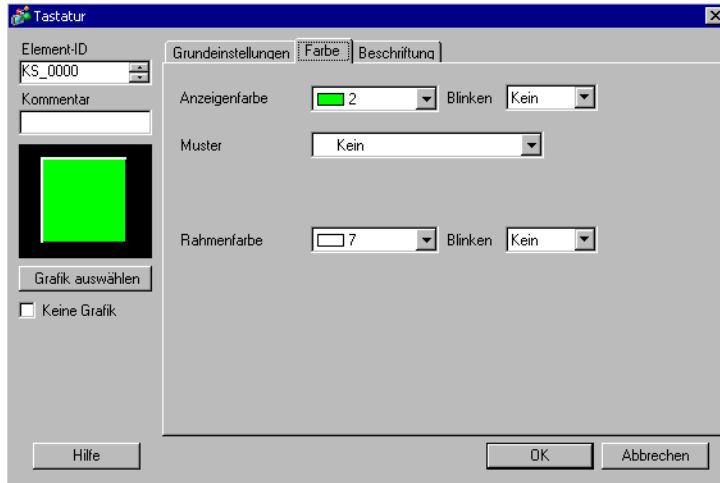 Tastatur
Element-ID
KS_0000
Kommentar
Grafik auswählen
Keine Grafik
Grundeinstellungen Farbe Beschriftung
Anzeigenfarbe 2 Blinken Kein
Muster Kein
Rahmenfarbe 7 Blinken Kein
Hilfe OK Abbrechen